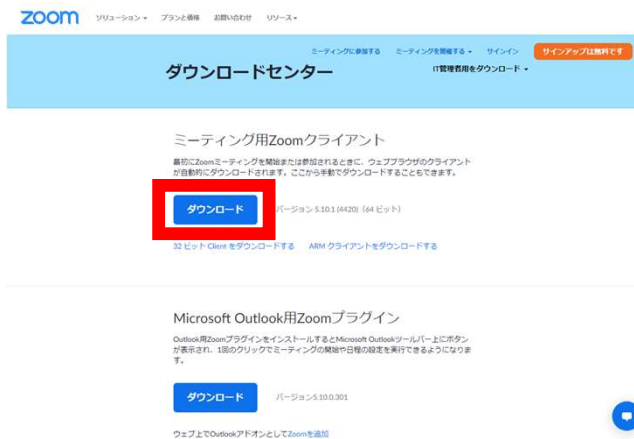 zoom ソリューション プランと価格 お問い合わせ リソース
ミーティングに参加する ミーティングを開催する サインイン サインアップは無料です
ダウンロードセンター IT管理者用をダウンロード
ミーティング用Zoomクライアント
最初にZoomミーティングを開始または参加されるときに、ウェブブラウザのクライアント
が自動的にダウンロードされます。ここから手動でダウンロードすることもできます。
ダウンロード バージョン 5.10.1 (4420) (64 ビット)
32 ビット Client をダウンロードする ARM クライアントをダウンロードする
Microsoft Outlook用Zoomプラグイン
Outlook用ZoomプラグインをインストールするとMicrosoft Outlookツールバー上にボタン
が表示され、1回のクリックでミーティングの開始や日程の設定を実行できるようになりま
す。
ダウンロード バージョン5.10.0.301
ウェブ上でOutlookアドオンとしてZoomを追加